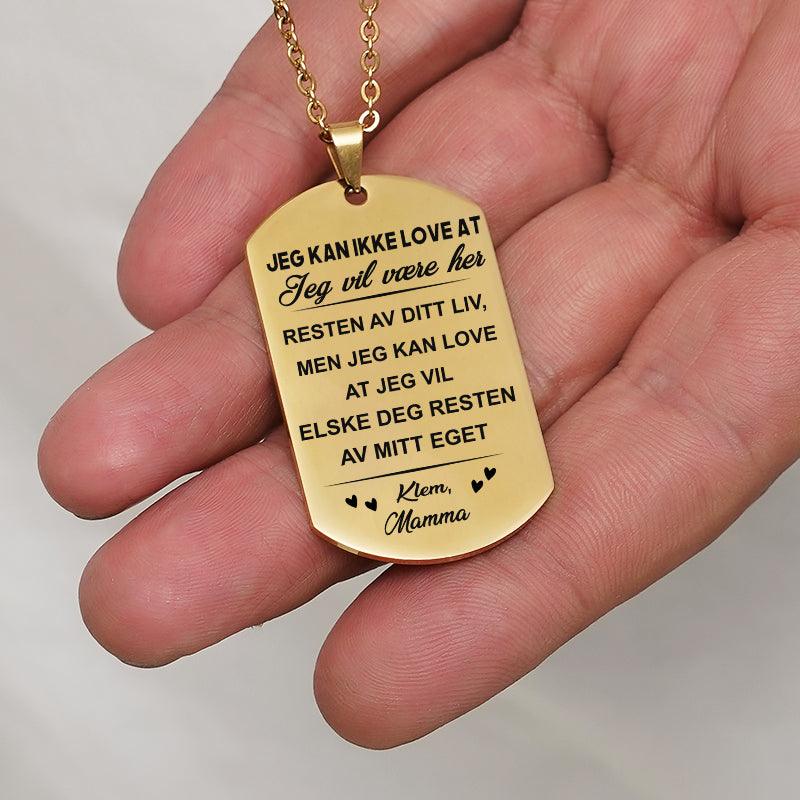 JEG KAN IKKE LOVE AT
Jeg vil være her
RESTEN AV DITT LIV,
MEN JEG KAN LOVE
AT JEG VIL
ELSKE DEG RESTEN
AV MITT EGET
Klem,
Mamma